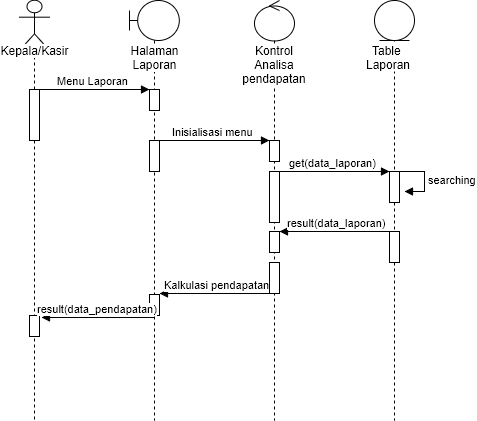 Kepala/Kasir
Halaman
Laporan
Kontrol
Analisa
pendapatan
Table
Laporan
Menu Laporan
Inisialisasi menu
get(data_laporan)
searching
result(data_laporan)
Kalkulasi pendapatan
result(data_pendapatan)